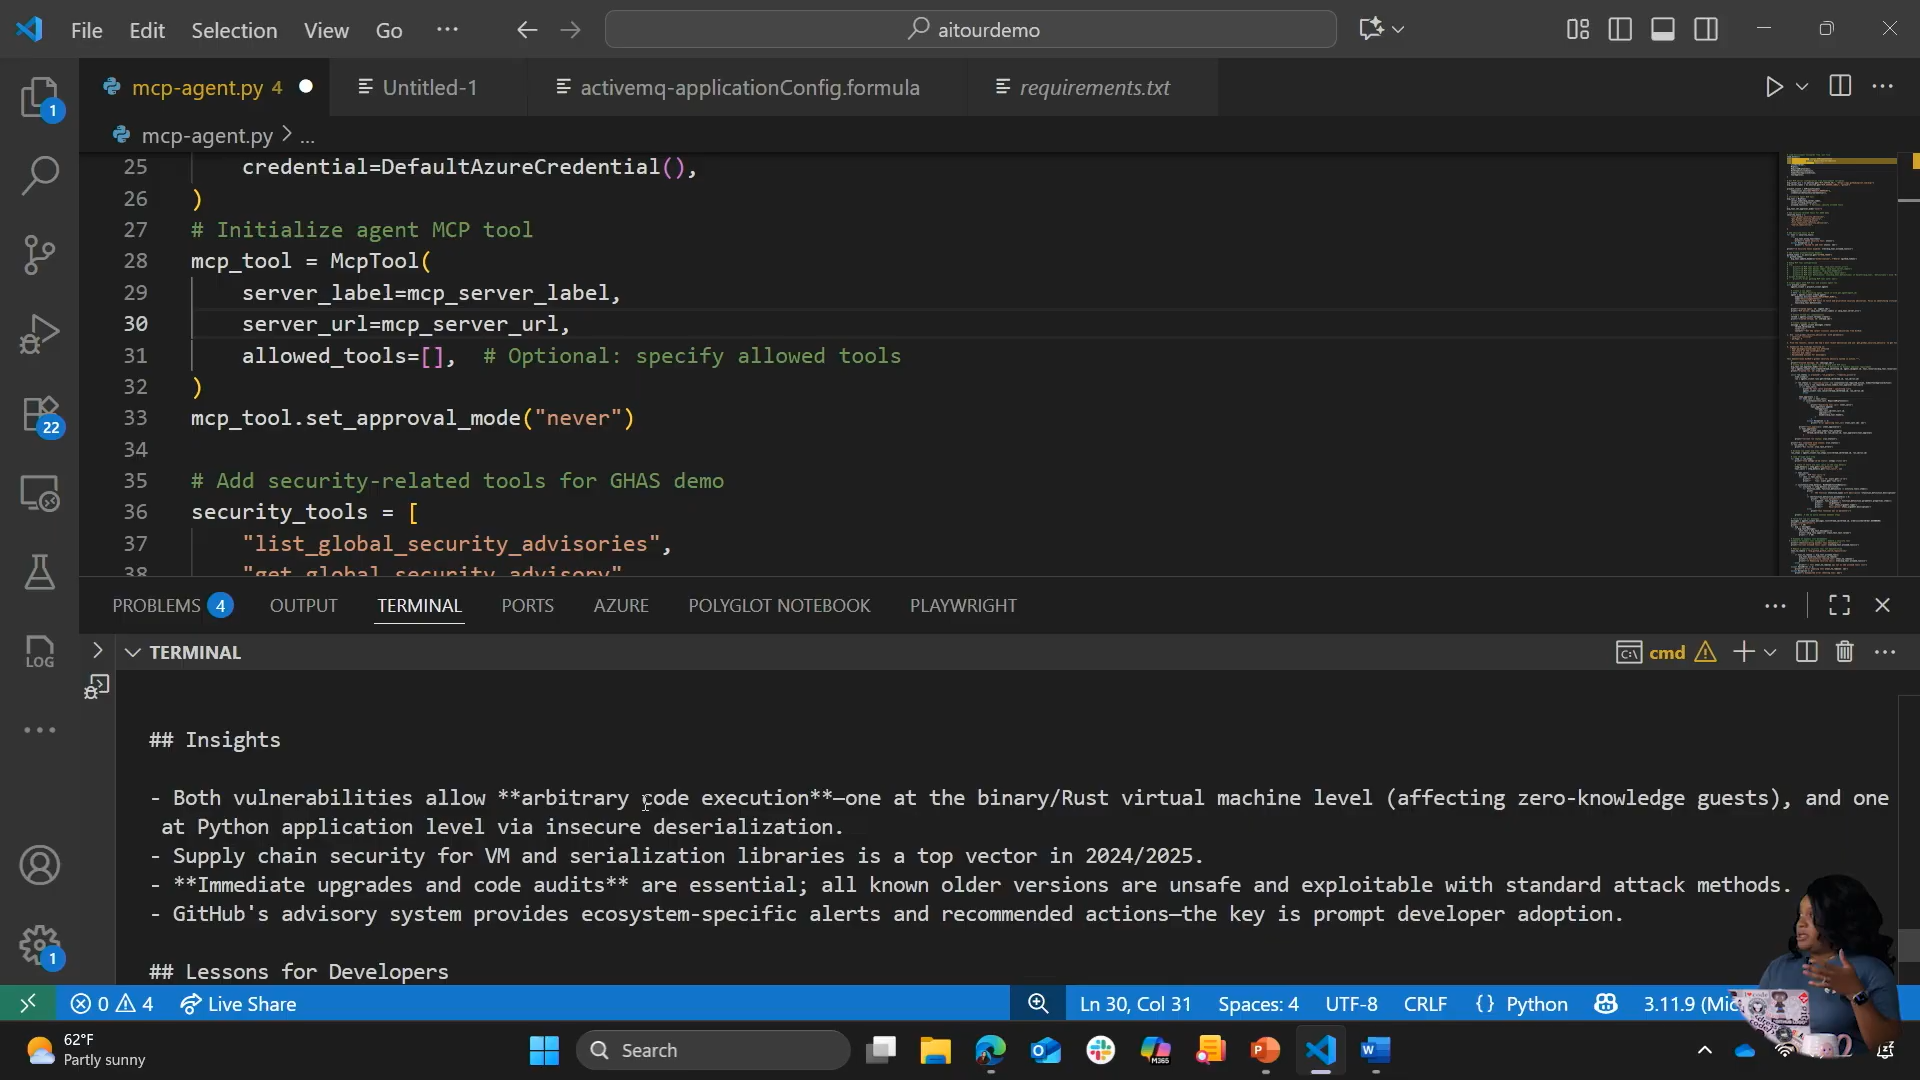 File Edit View Go ...
aitourdemo
mcp-agent.py 4
Untitled-1
activemq-applicationConfig.formula
requirements.txt
mcp-agent.py > ...
25 credential=DefaultAzureCredential(),
26 )
27 # Initialize agent MCP tool
28 mcp_tool = McpTool(
29 server_label=mcp_server_label,
30 server_url=mcp_server_url,
31 allowed_tools=[], # Optional: specify allowed tools
32 )
33 mcp_tool.set_approval_mode("never")
34
35 # Add security-related tools for GHAS demo
36 security_tools = [
37 "list_global_security_advisories",
38 "get_global_security_advisory"
1
22
LOG
1
PROBLEMS 4 OUTPUT TERMINAL PORTS AZURE POLYGLOT NOTEBOOK PLAYWRIGHT
TERMINAL
cmd
## Insights
- Both vulnerabilities allow **arbitrary code execution**—one at the binary/Rust virtual machine level (affecting zero-knowledge guests), and one
at Python application level via insecure deserialization.
- Supply chain security for VM and serialization libraries is a top vector in 2024/2025.
- **Immediate upgrades and code audits** are essential; all known older versions are unsafe and exploitable with standard attack methods.
- GitHub's advisory system provides ecosystem-specific alerts and recommended actions—the key is prompt developer adoption.
## Lessons for Developers
0 4 Live Share
Ln 30, Col 31 Spaces: 4 UTF-8 CRLF {} Python 3.11.9 (Mic
62°F
Partly sunny
Search